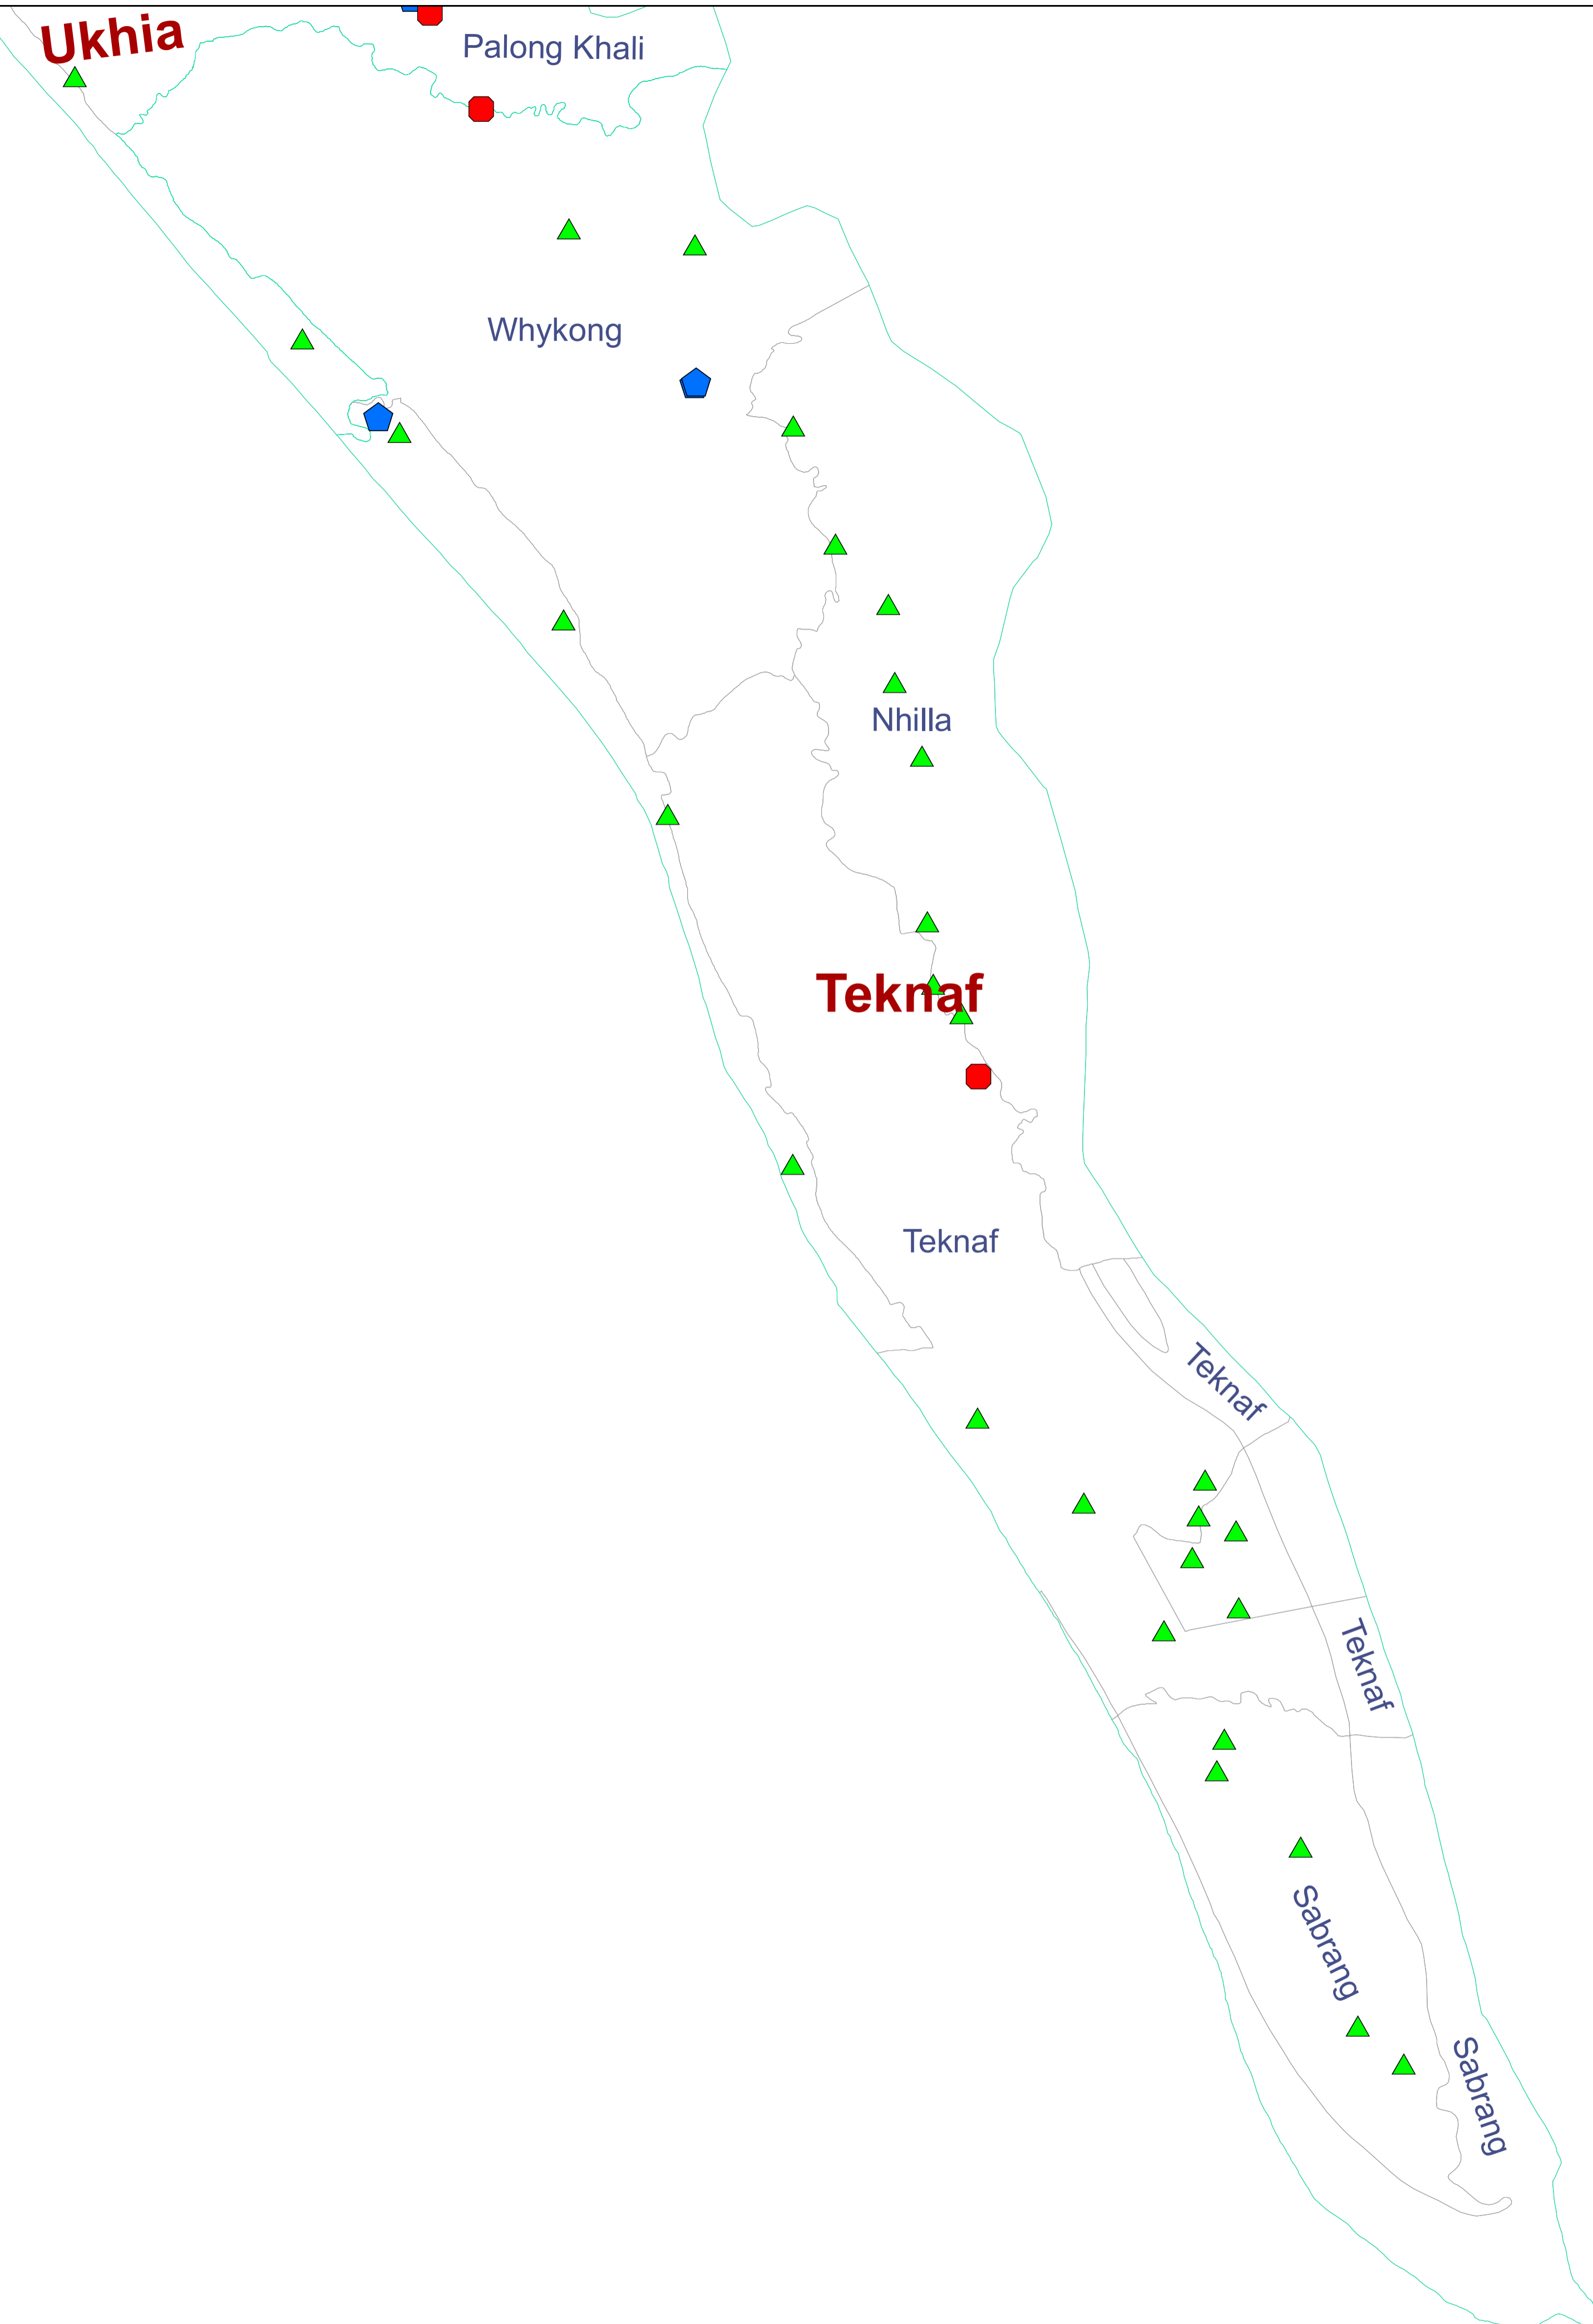 Ukhia
Palong Khali
Whykong
Nhilla
Teknaf
Teknaf
Teknaf
Teknaf
Sabrang
Sabrang